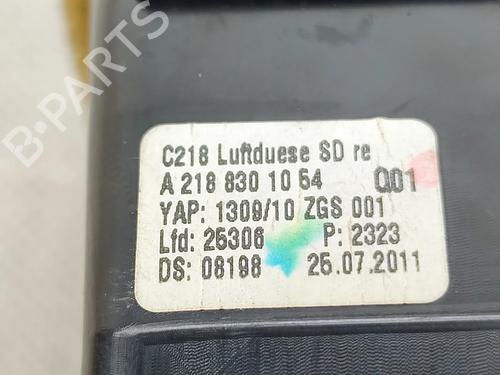 B-PARTS
C218 Luftduese SD re
A 218 830 10 54 Q01
YAP: 1309/10 ZGS 001
Lfd: 25306 P: 2323
DS: 08198 25.07.2011